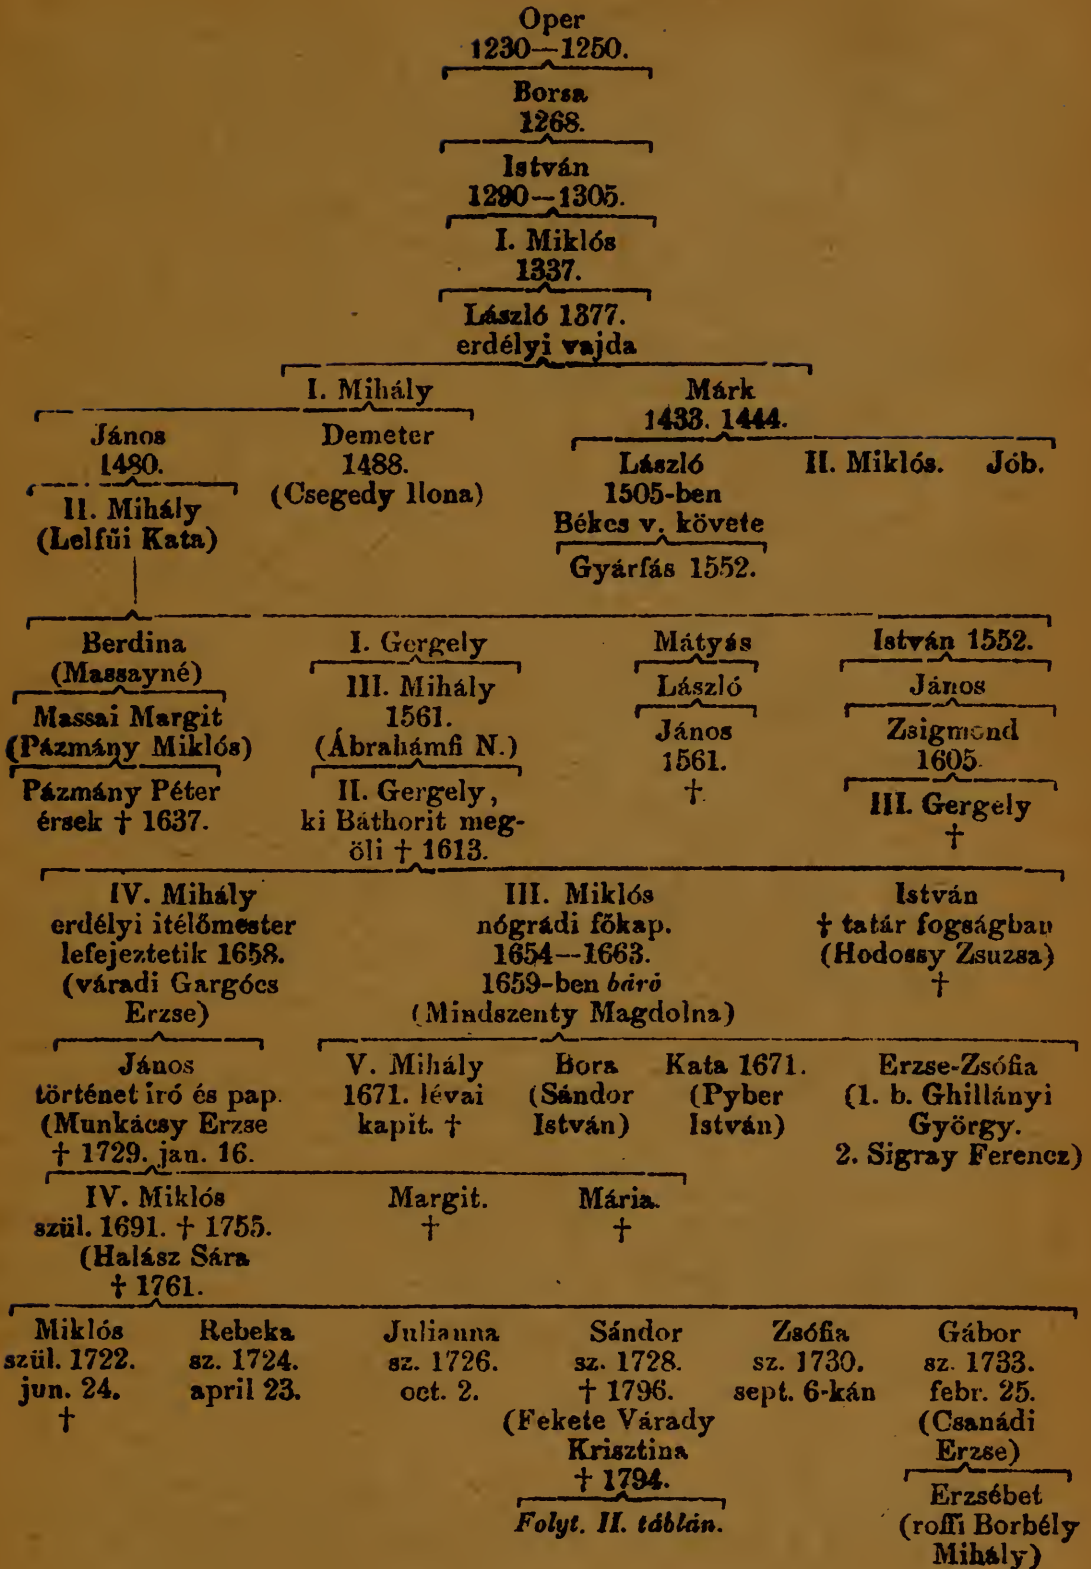 Oper
1230—1250.
Borsa
1268.
István
1290—1305.
I. Miklós
1337.
László 1377.
erdélyi vajda
I. Mihály
Márk
1433. 1444.
János
1480.
Demeter
1488.
(Csegedy Ilona)
László
1505-ben
Békcs v. követe
II. Miklós.
Jób.
II. Mihály
(Lelfűi Kata)
Gyárfás 1552.
Berdina
(Massayné)
I. Gergely
Mátyás
István 1552.
Massai Margit
(Pázmány Miklós)
III. Mihály
1561.
(Ábrahámfi N.)
László
János
János
1561.
†
Zsigmond
1605.
Pázmány Péter
érsek † 1637.
II. Gergely,
ki Báthorit meg-
öli † 1613.
III. Gergely
†
IV. Mihály
erdélyi itélőmester
lefejeztetik 1658.
(váradi Gargócs
Erzse)
III. Miklós
nógrádi főkap.
1654—1663.
1659-ben báró
(Mindszenty Magdolna)
István
† tatár fogságban
(Hodossy Zsuzsa)
†
János
történet iró és pap.
(Munkácsy Erzse
† 1729. jan. 16.
V. Mihály
1671. lévai
kapit. †
Bora
(Sándor
István)
Kata 1671.
(Pyber
István)
Erzse-Zsófia
(1. b. Ghillányi
György.
2. Sigray Ferencz)
IV. Miklós
szül. 1691. † 1755.
(Halász Sára
† 1761.
Margit.
†
Mária.
†
Miklós
szül. 1722.
jun. 24.
†
Rebeka
sz. 1724.
april 23.
Julianna
sz. 1726.
oct. 2.
Sándor
sz. 1728.
† 1796.
(Fekete Várady
Krisztina
† 1794.
Zsófia
sz. 1730.
sept. 6-kán
Gábor
sz. 1733.
febr. 25.
(Csanádi
Erzse)
Folyt. II. táblán.
Erzsébet
(roffi Borbély
Mihály)